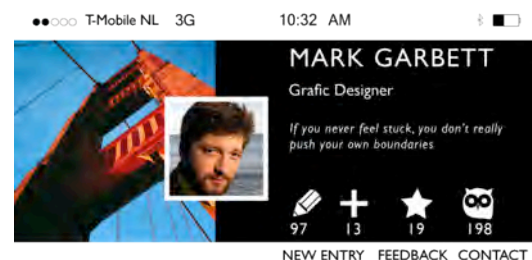 T-Mobile NL 3G 10:32 AM
MARK GARBETT
Grafic Designer
If you never feel stuck, you don't really
push your own boundaries
97 13 19 198
NEW ENTRY FEEDBACK CONTACT